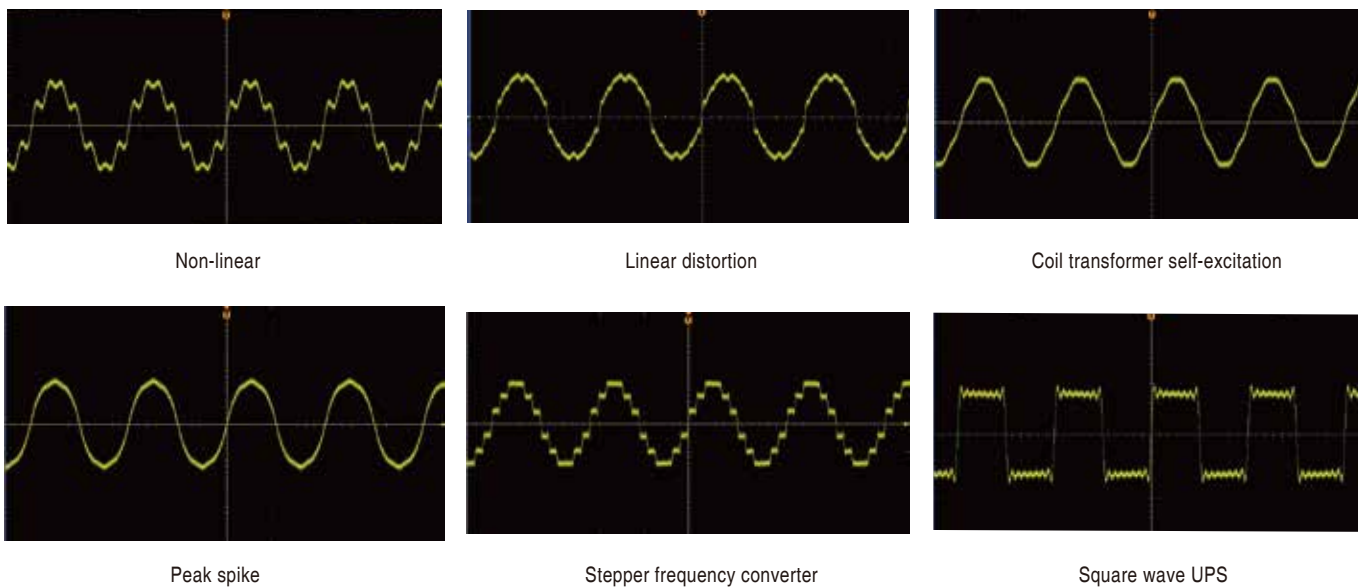 Non-linear
Linear distortion
Coil transformer self-excitation
Peak spike
Stepper frequency converter
Square wave UPS